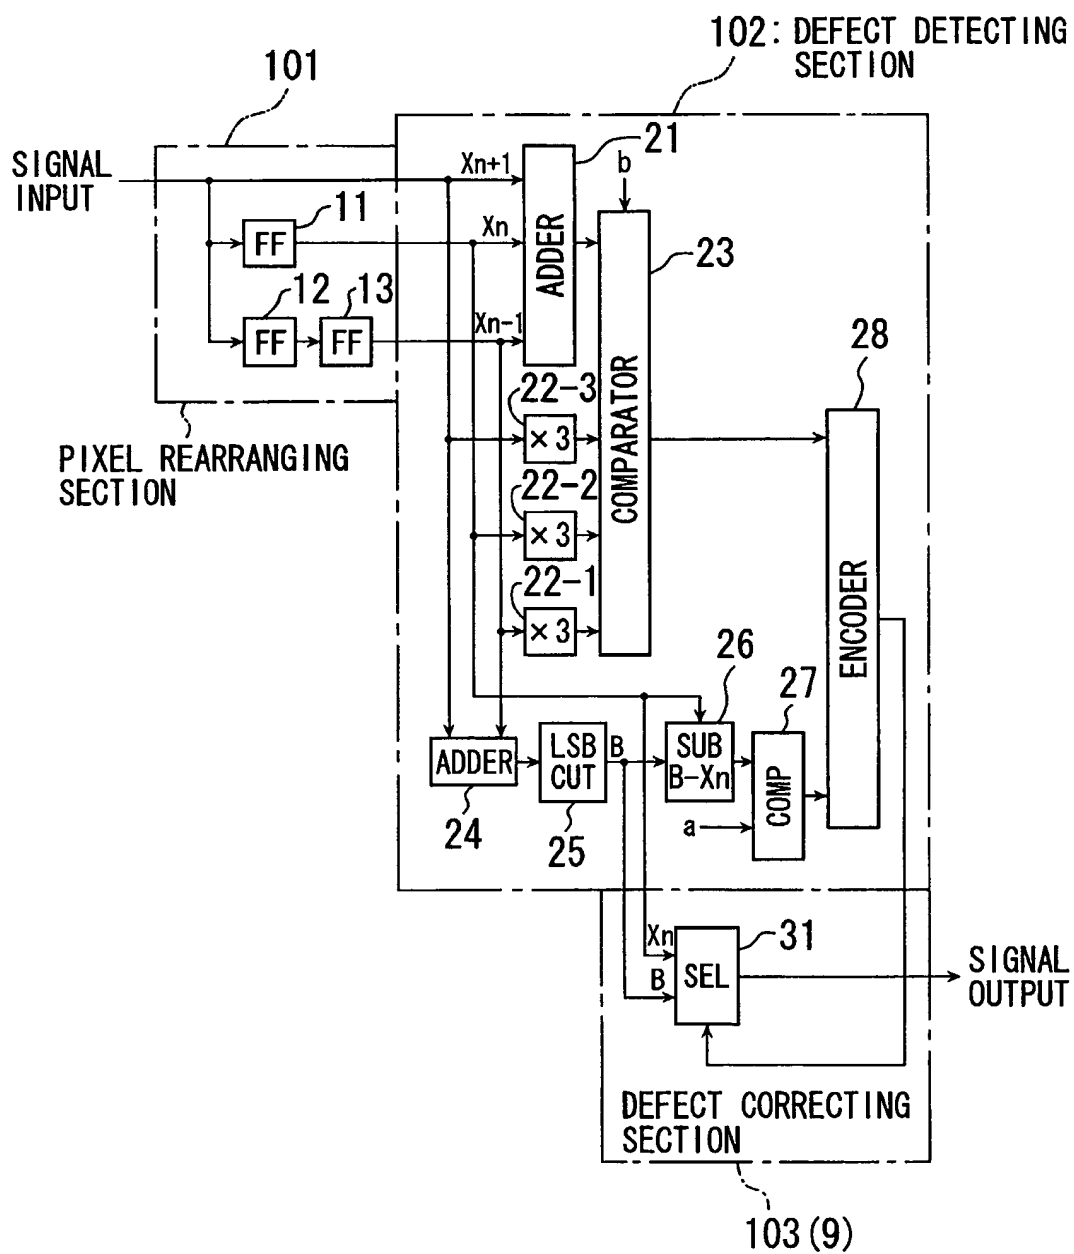 102: DEFECT DETECTING
SECTION
101
SIGNAL
INPUT
Xn+1
21
b
11
FF
Xn
ADDER
23
12
13
FF
FF
Xn-1
28
PIXEL REARRANGING
SECTION
22-3
×3
COMPARATOR
22-2
×3
22-1
×3
ENCODER
26
27
ADDER
LSB
CUT
B
SUB
B-Xn
COMP
24
25
a
Xn
31
B
SEL
SIGNAL
OUTPUT
DEFECT CORRECTING
SECTION
103(9)